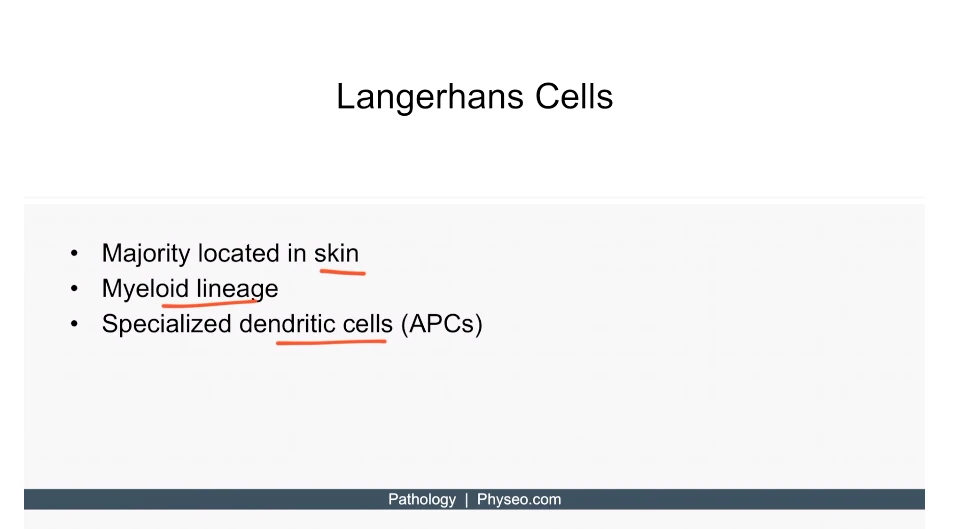 Langerhans Cells
• Majority located in skin
• Myeloid lineage
• Specialized dendritic cells (APCs)
Pathology | Physeo.com